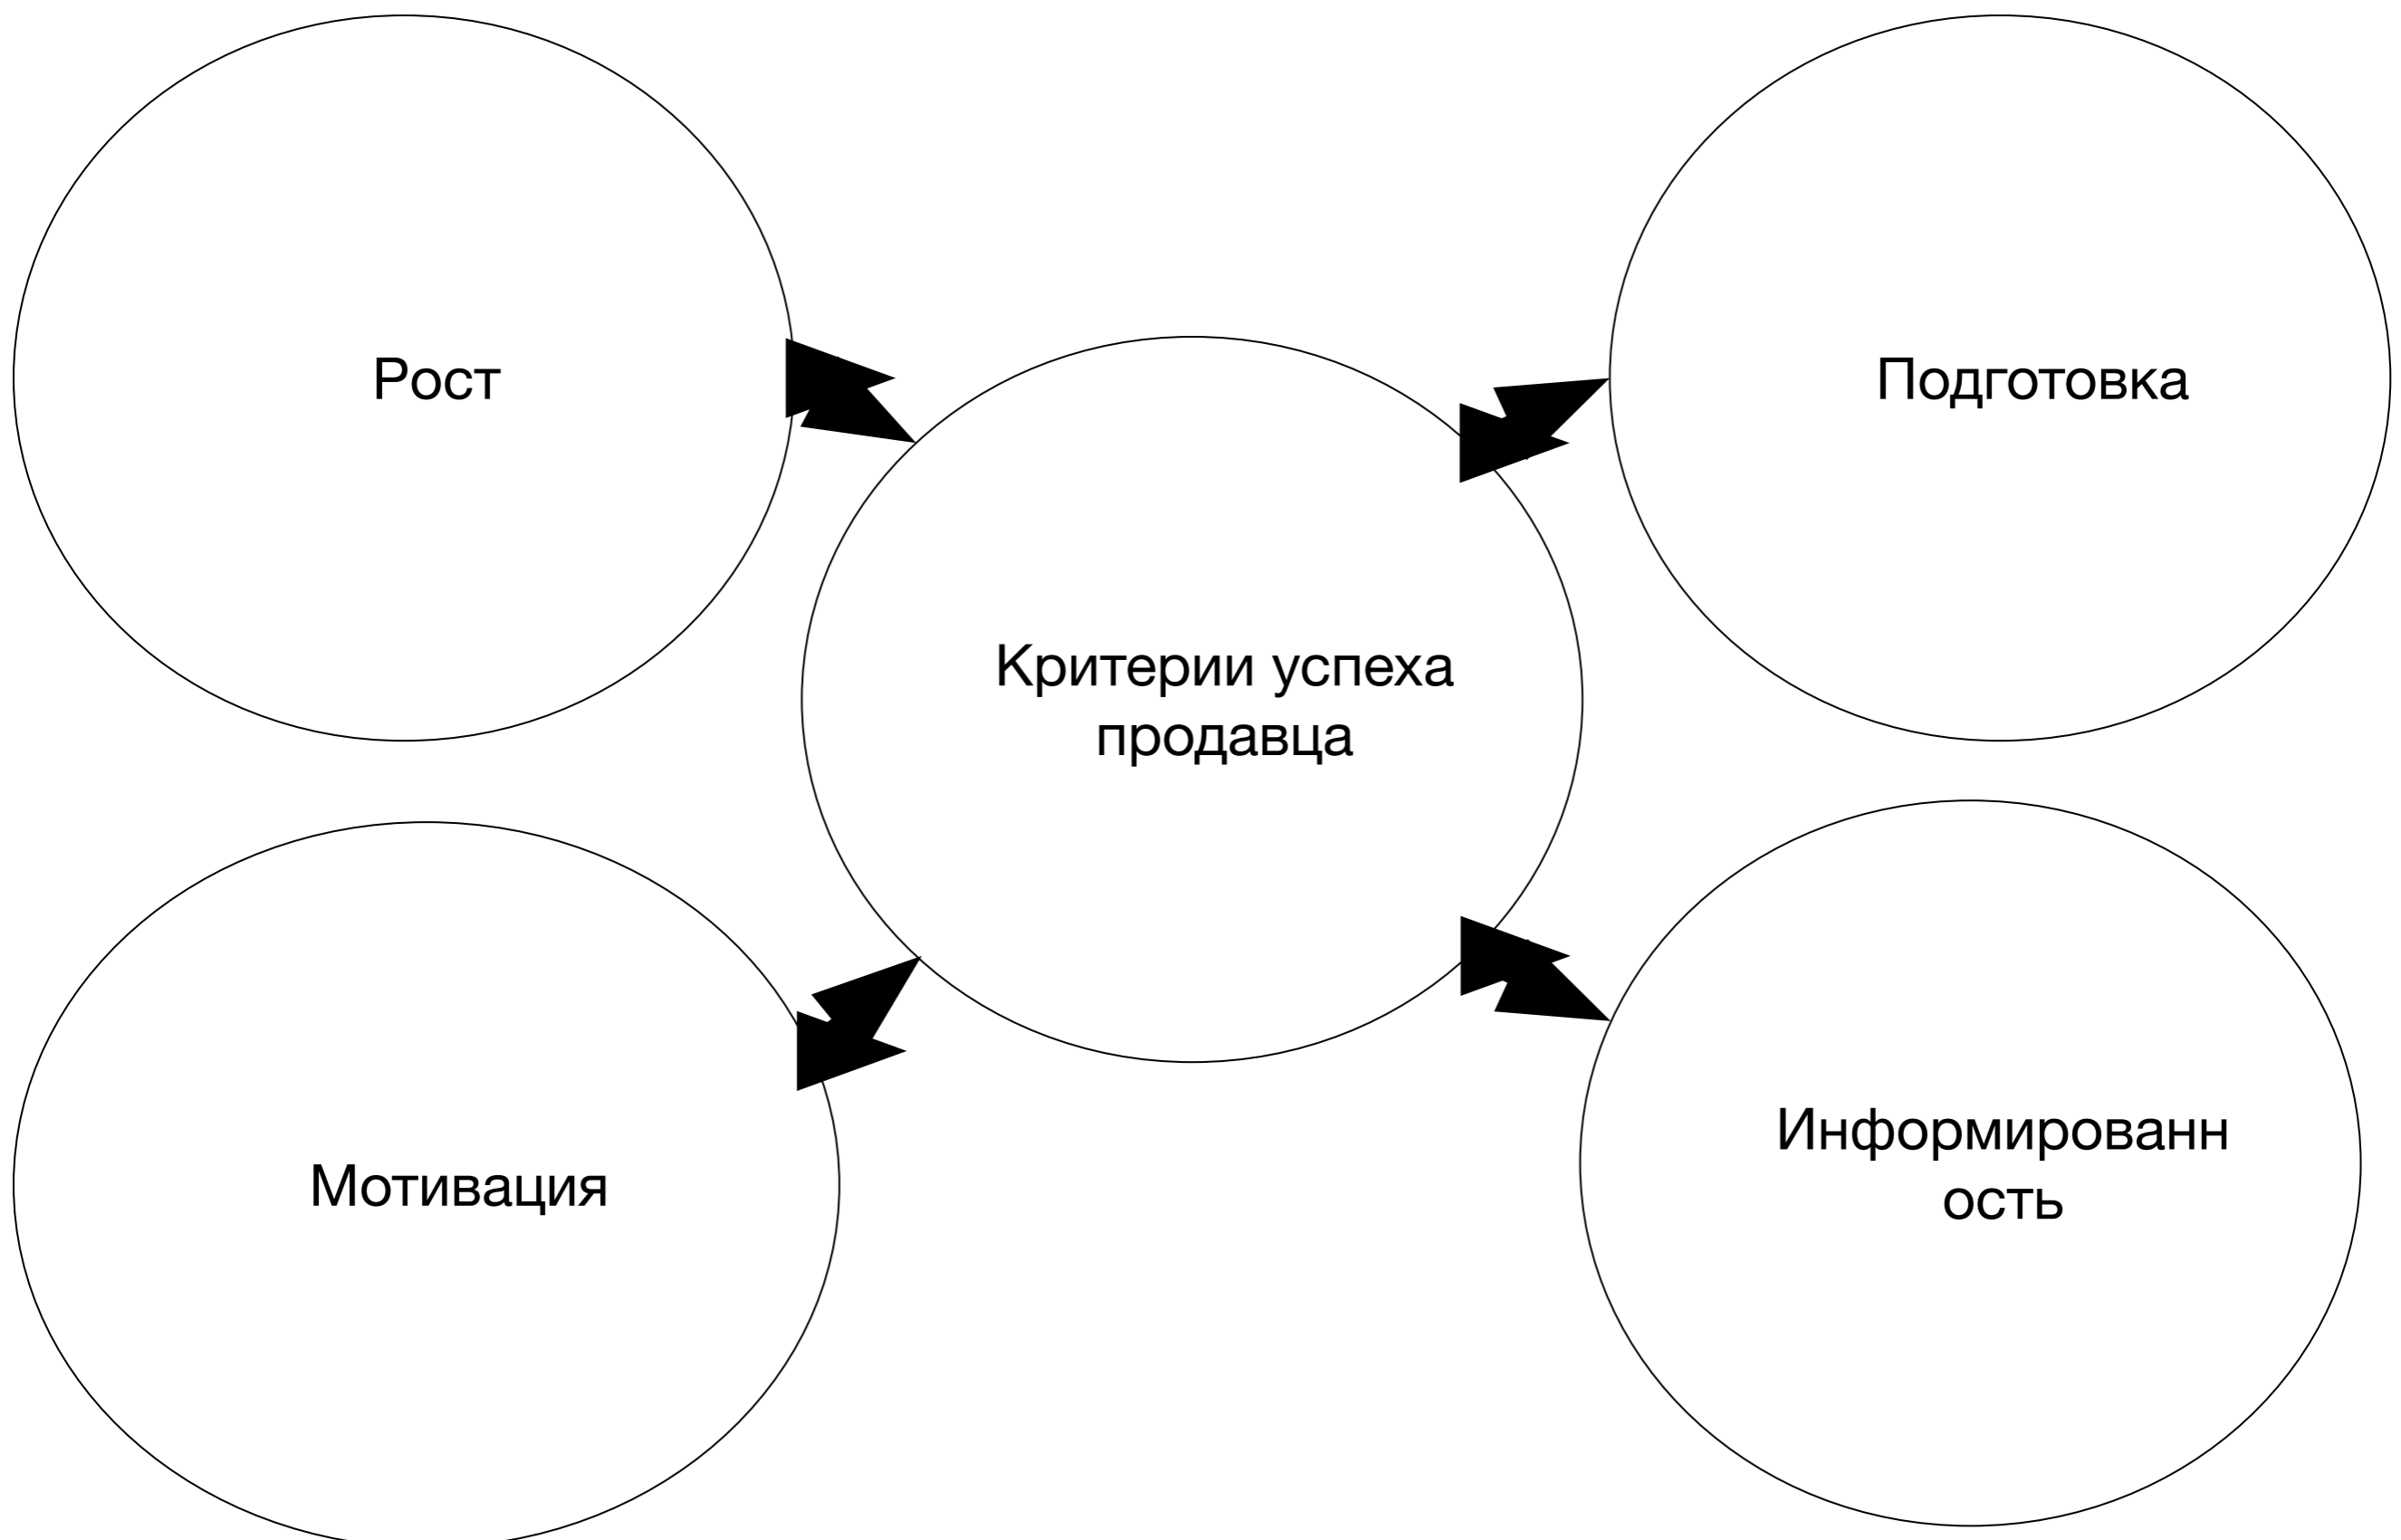 Рост
Подготовка
Критерии успеха
продавца
Мотивация
Информированн
ость